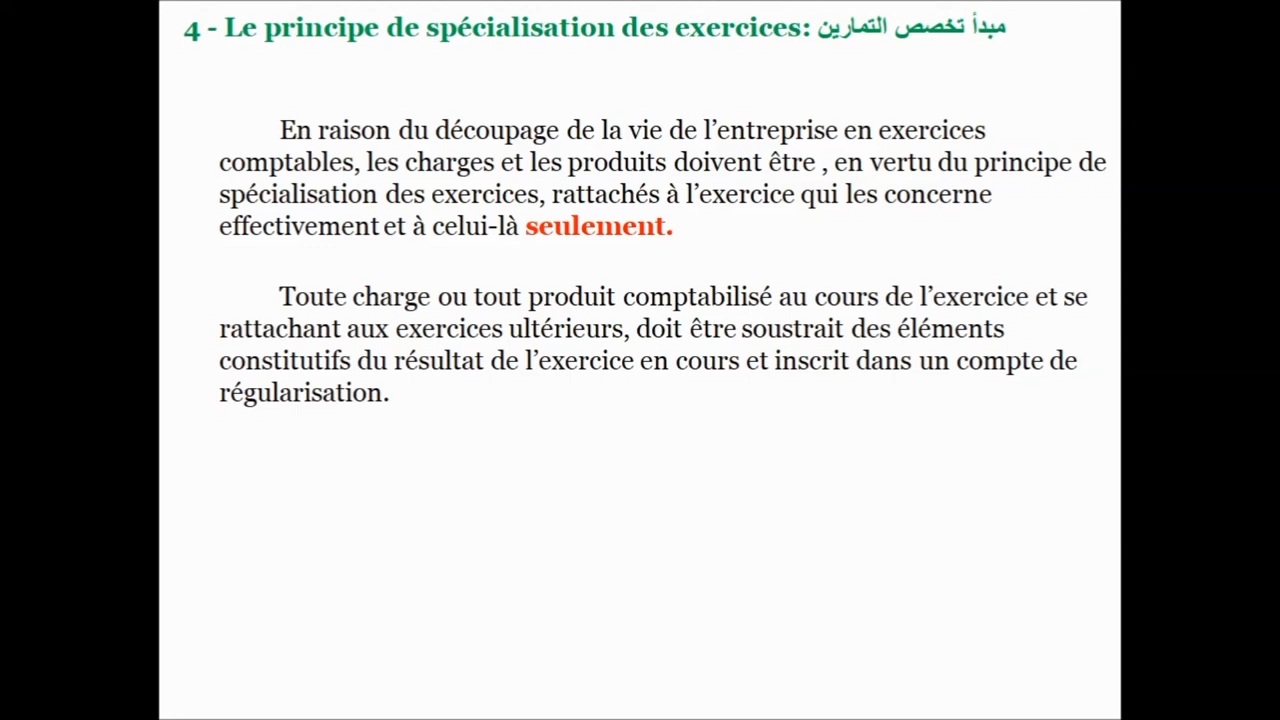 4 - Le principe de spécialisation des exercices: مبدأ تخصص التمارين
En raison du découpage de la vie de l’entreprise en exercices
comptables, les charges et les produits doivent être , en vertu du principe de
spécialisation des exercices, rattachés à l’exercice qui les concerne
effectivement et à celui-là seulement.
Toute charge ou tout produit comptabilisé au cours de l’exercice et se
rattachant aux exercices ultérieurs, doit être soustrait des éléments
constitutifs du résultat de l’exercice en cours et inscrit dans un compte de
régularisation.